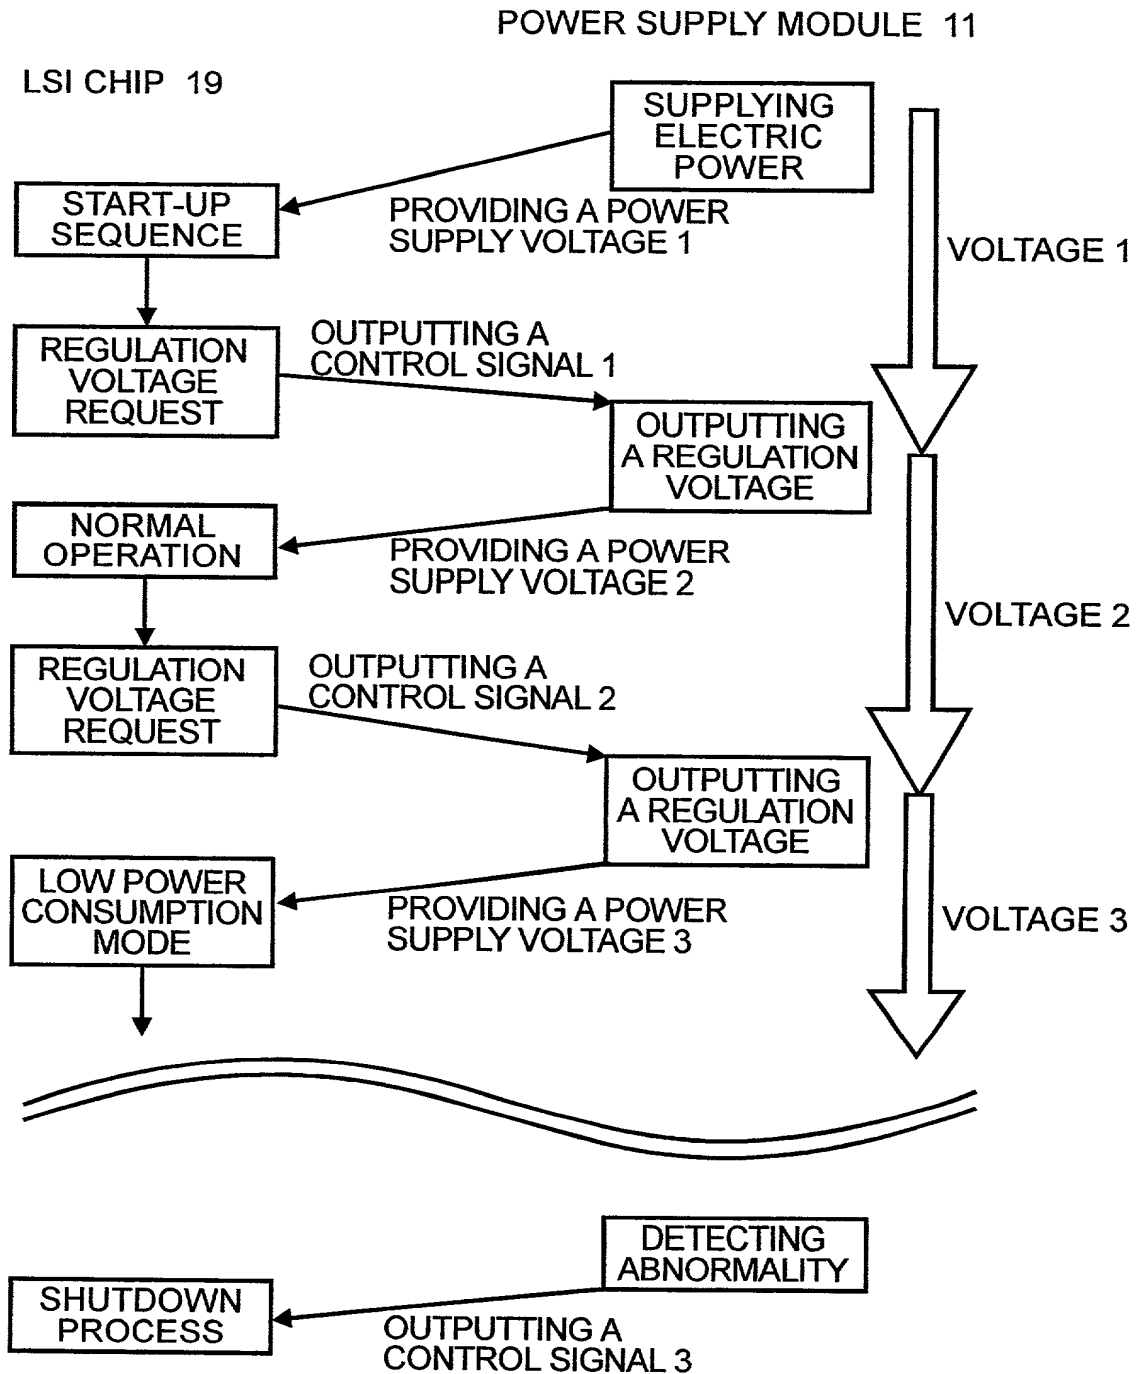 POWER SUPPLY MODULE 11
LSI CHIP 19
SUPPLYING
ELECTRIC
POWER
START-UP
SEQUENCE
PROVIDING A POWER
SUPPLY VOLTAGE 1
VOLTAGE 1
REGULATION
VOLTAGE
REQUEST
OUTPUTTING A
CONTROL SIGNAL 1
OUTPUTTING
A REGULATION
VOLTAGE
NORMAL
OPERATION
PROVIDING A POWER
SUPPLY VOLTAGE 2
VOLTAGE 2
REGULATION
VOLTAGE
REQUEST
OUTPUTTING A
CONTROL SIGNAL 2
OUTPUTTING
A REGULATION
VOLTAGE
LOW POWER
CONSUMPTION
MODE
PROVIDING A POWER
SUPPLY VOLTAGE 3
VOLTAGE 3
DETECTING
ABNORMALITY
SHUTDOWN
PROCESS
OUTPUTTING A
CONTROL SIGNAL 3